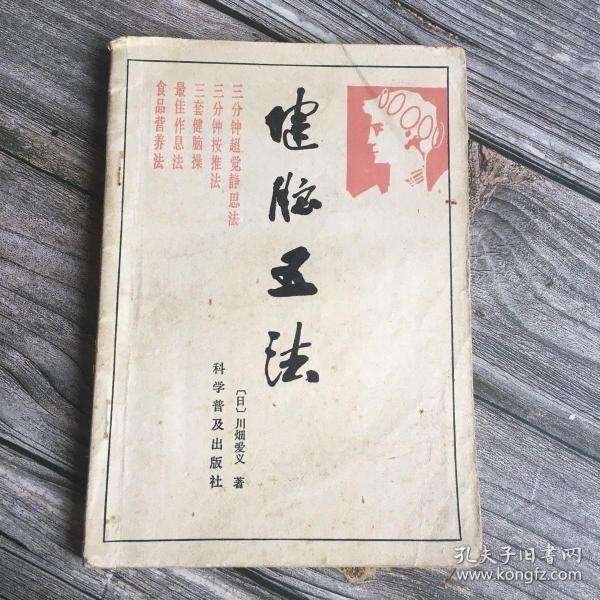 健脑五法
三分钟超觉静思法
三分钟按推法
三套健脑操
最佳作息法
食品营养法
〔日〕川畑爱义 著
科学普及出版社
孔夫子旧书网
www.kongfz.com